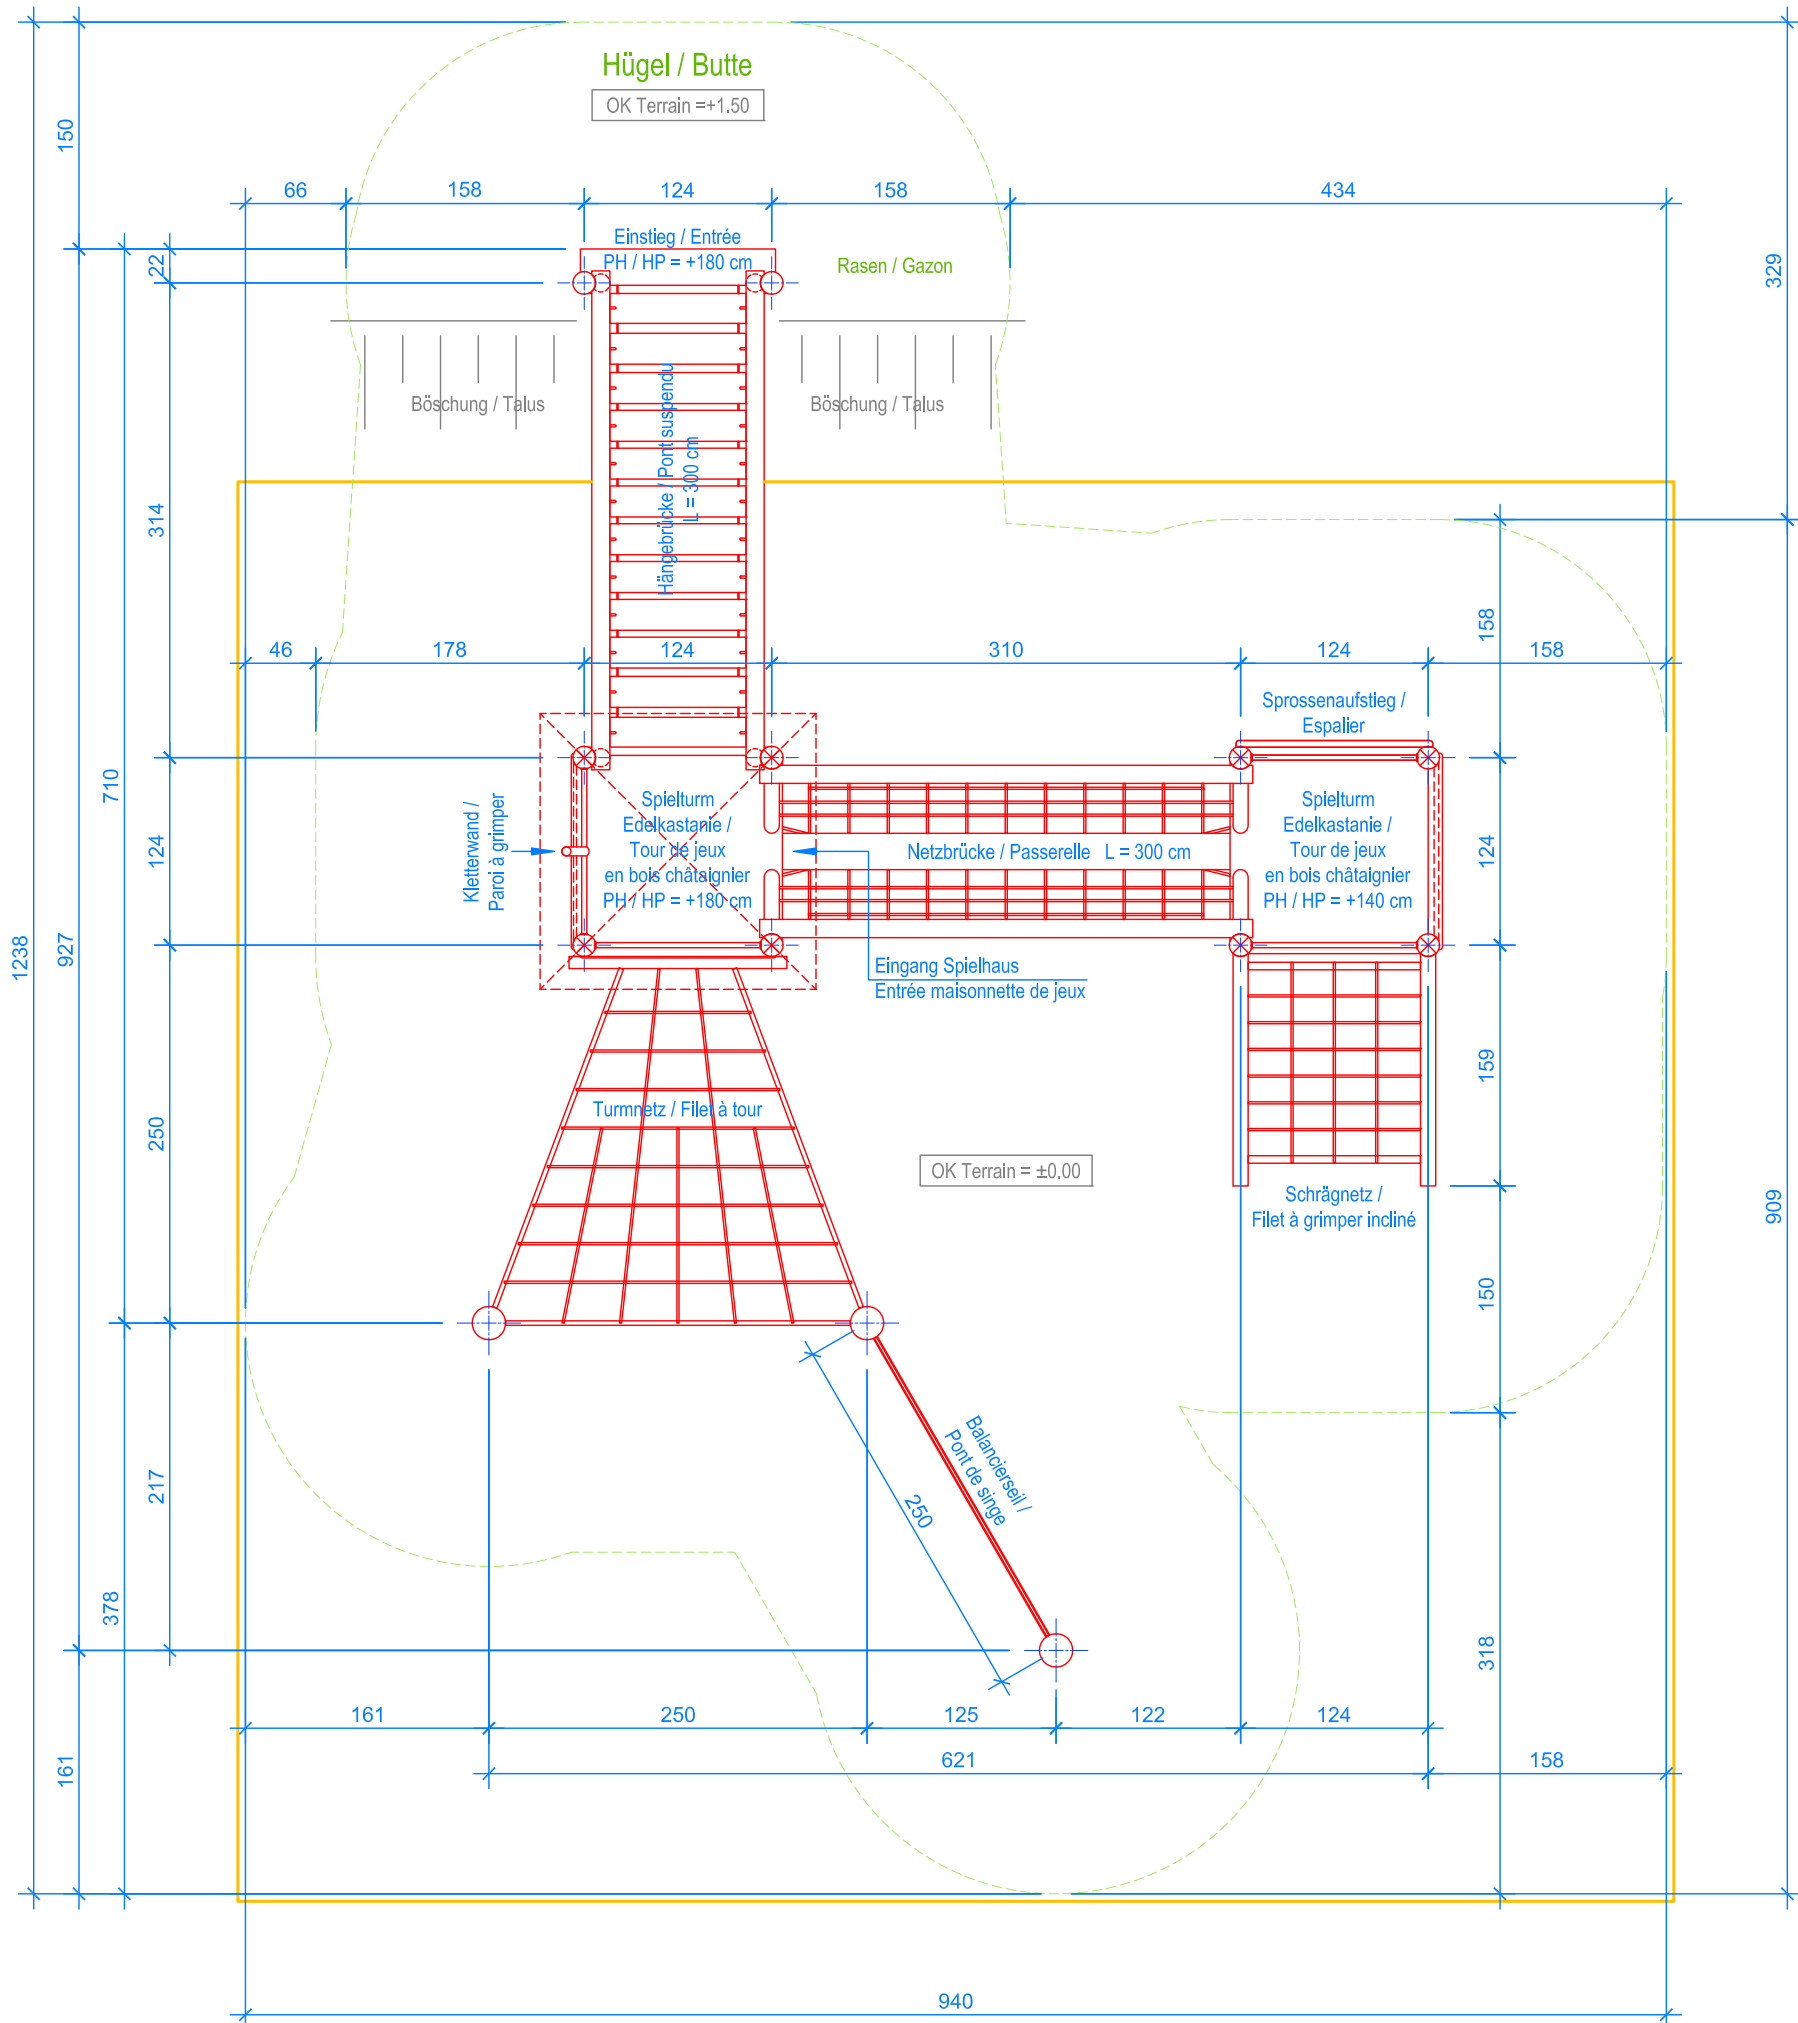 Hügel / Butte
OK Terrain =+1.50
150
66
158
124
158
434
Einstieg / Entrée
PH / HP = +180 cm
Rasen / Gazon
22
329
Böschung / Talus
Böschung / Talus
Hängebrücke / Pont suspendu
L = 300 cm
314
158
46
178
124
310
124
158
Sprossenaufstieg /
Espalier
710
Kletterwand /
Paroi à grimper
Spielturm
Edelkastanie /
Tour de jeux
en bois châtaignier
PH / HP = +180 cm
Netzbrücke / Passerelle L = 300 cm
Spielturm
Edelkastanie /
Tour de jeux
en bois châtaignier
PH / HP = +140 cm
124
124
1238
927
Eingang Spielhaus
Entrée maisonnette de jeux
159
250
Turmnetz / Filet à tour
OK Terrain = ±0.00
Schrägnetz /
Filet à grimper incliné
909
150
Balancierseil /
Pont de singe
250
217
378
318
161
161
250
125
122
124
621
158
940